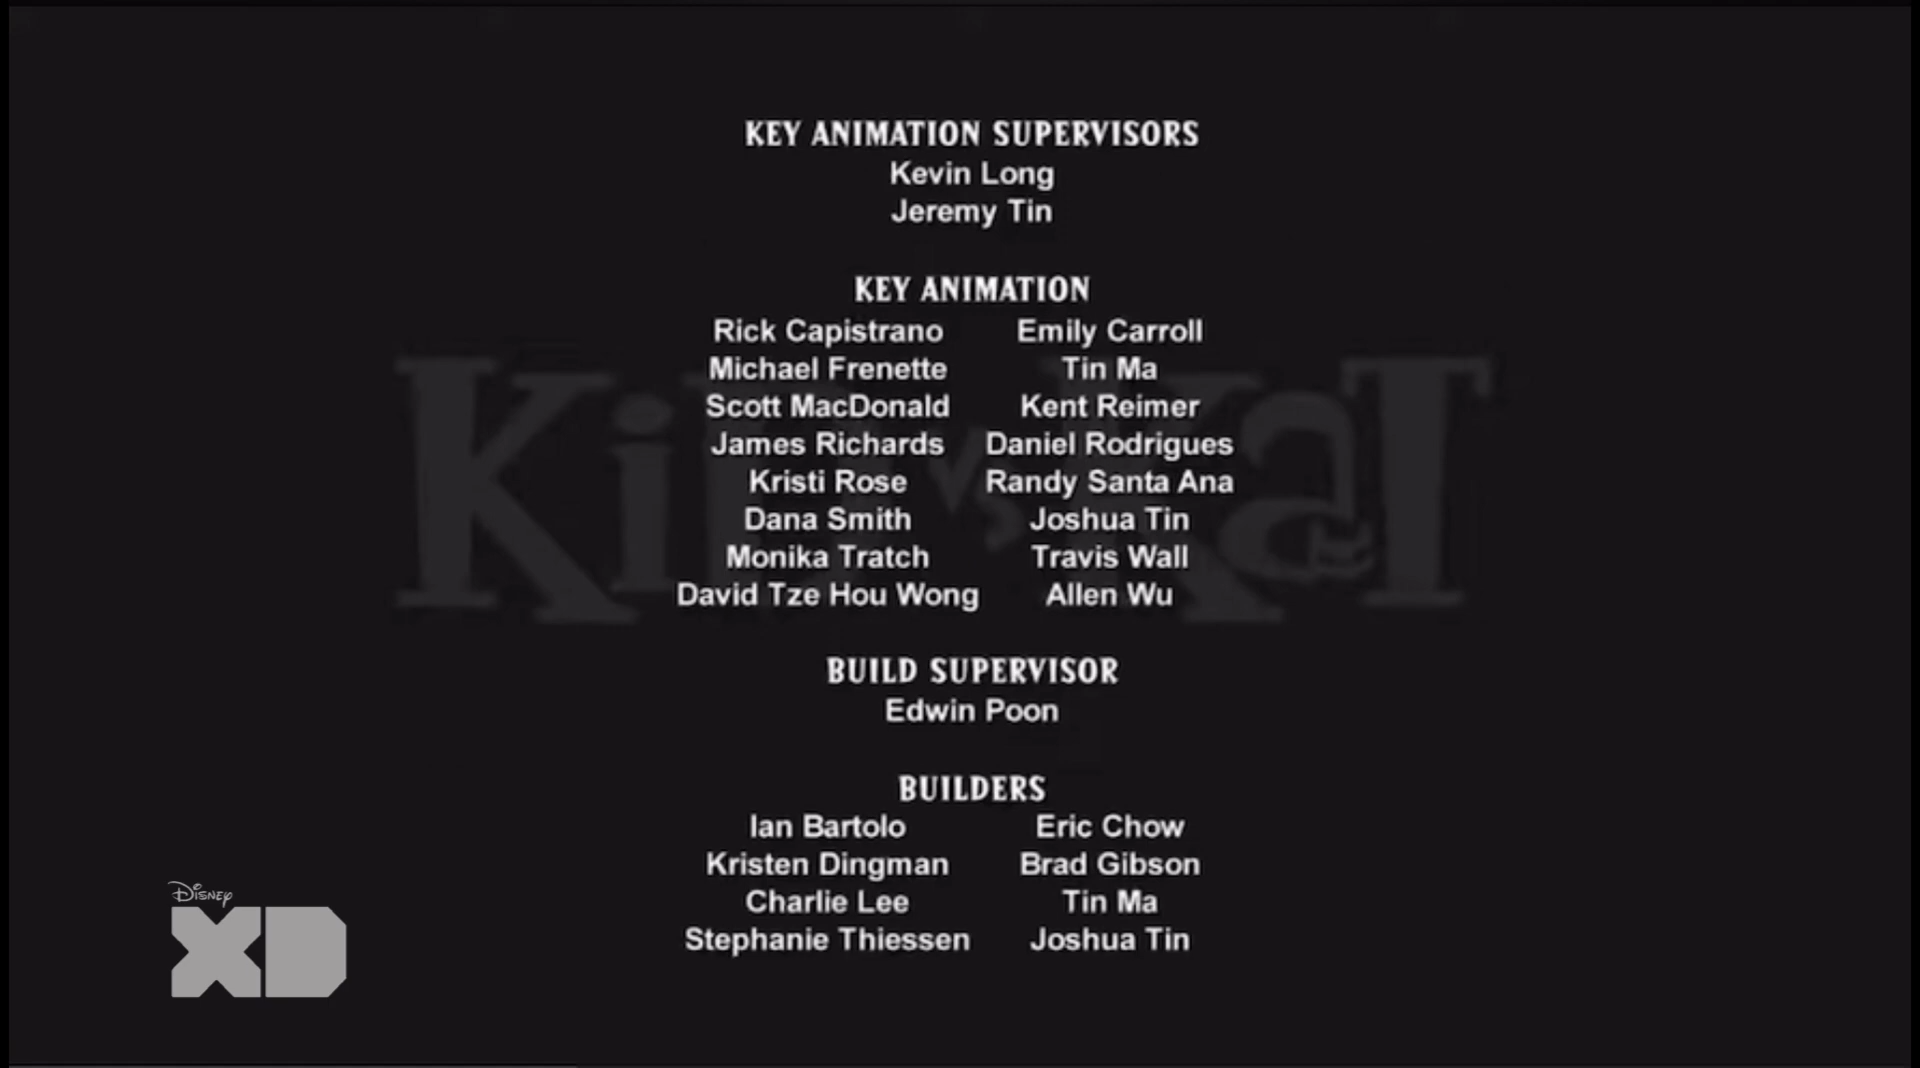 KEY ANIMATION SUPERVISORS
Kevin Long
Jeremy Tin
KEY ANIMATION
Rick Capistrano Emily Carroll
Michael Frenette Tin Ma
Scott MacDonald Kent Reimer
James Richards Daniel Rodrigues
Kristi Rose Randy Santa Ana
Dana Smith Joshua Tin
Monika Tratch Travis Wall
David Tze Hou Wong Allen Wu
KiD vs KaT
BUILD SUPERVISOR
Edwin Poon
BUILDERS
Ian Bartolo Eric Chow
Kristen Dingman Brad Gibson
Charlie Lee Tin Ma
Stephanie Thiessen Joshua Tin
Disney
XD